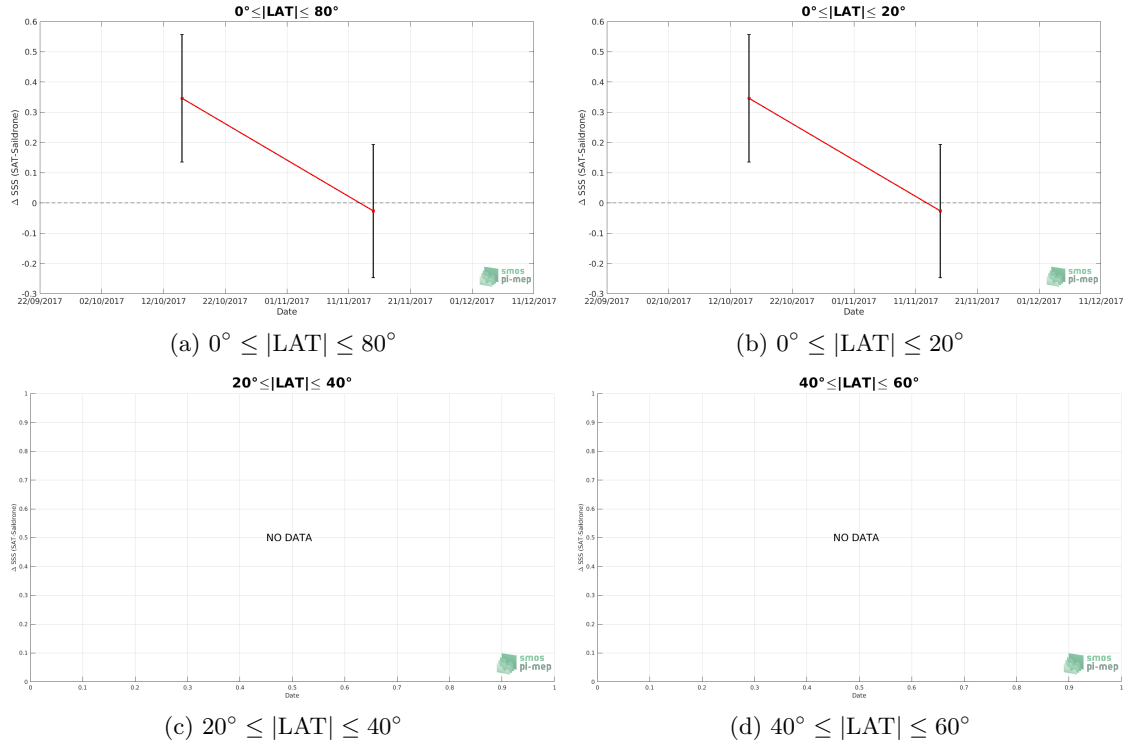 0°≤|LAT|≤ 80°
0.6
0.5
0.4
0.3
0.2
0.1
0
-0.1
-0.2
-0.3
Δ SSS (SAT-Saildrone)
22/09/2017 02/10/2017 12/10/2017 22/10/2017 01/11/2017 11/11/2017 21/11/2017 01/12/2017 11/12/2017
Date
smos
pi-mep
(a) 0° ≤ |LAT| ≤ 80°
0°≤|LAT|≤ 20°
0.6
0.5
0.4
0.3
0.2
0.1
0
-0.1
-0.2
-0.3
Δ SSS (SAT-Saildrone)
22/09/2017 02/10/2017 12/10/2017 22/10/2017 01/11/2017 11/11/2017 21/11/2017 01/12/2017 11/12/2017
Date
smos
pi-mep
(b) 0° ≤ |LAT| ≤ 20°
20°≤|LAT|≤ 40°
1
0.9
0.8
0.7
0.6
0.5
0.4
0.3
0.2
0.1
0
Δ SSS (SAT-Saildrone)
NO DATA
0 0.1 0.2 0.3 0.4 0.5 0.6 0.7 0.8 0.9 1
Date
smos
pi-mep
(c) 20° ≤ |LAT| ≤ 40°
40°≤|LAT|≤ 60°
1
0.9
0.8
0.7
0.6
0.5
0.4
0.3
0.2
0.1
0
Δ SSS (SAT-Saildrone)
NO DATA
0 0.1 0.2 0.3 0.4 0.5 0.6 0.7 0.8 0.9 1
Date
smos
pi-mep
(d) 40° ≤ |LAT| ≤ 60°